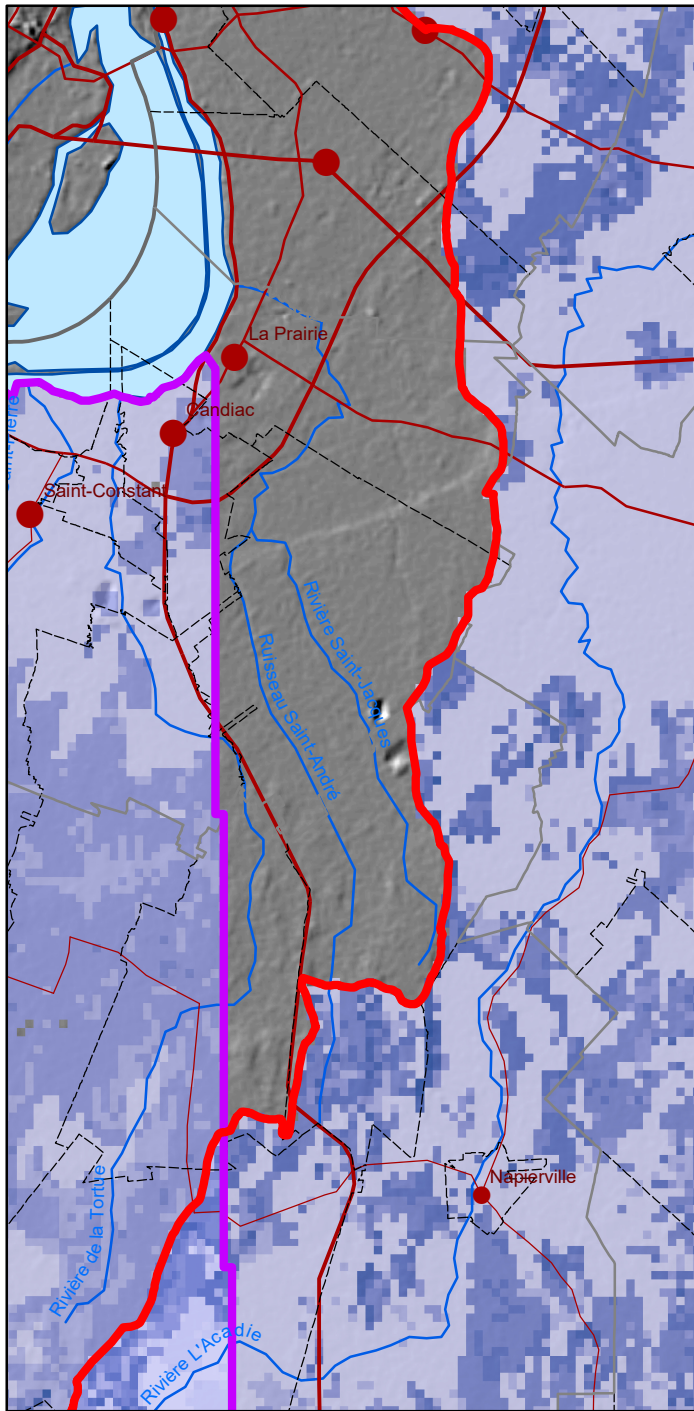 La Prairie
Candiac
Saint-Constant
Rivière Saint-Jacques
Ruisseau Saint-André
Napierville
Rivière de la Tortue
Rivière L'Acadie